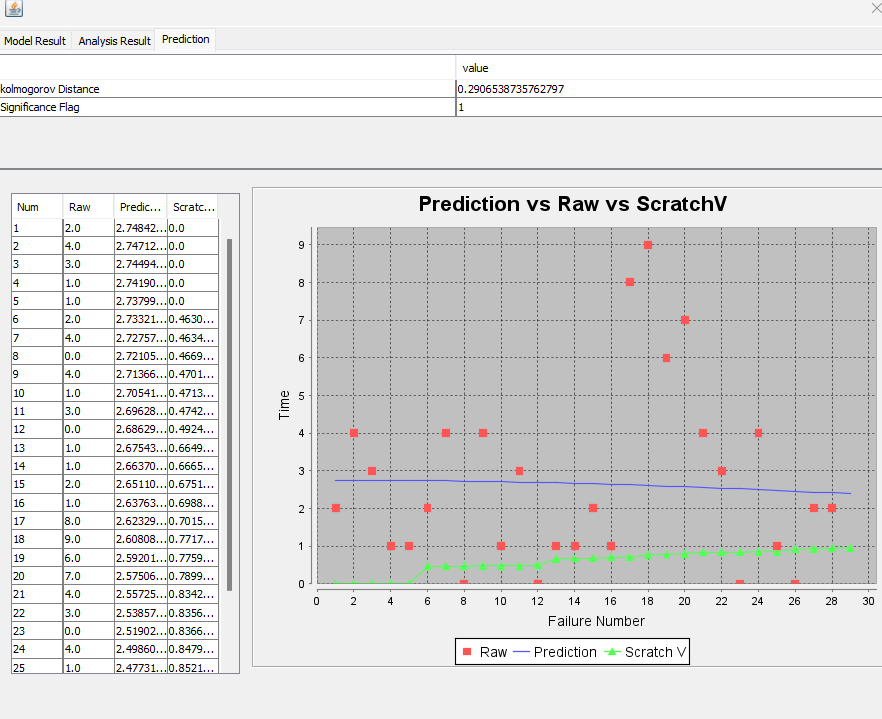 Model Result Analysis Result Prediction
value
kolmogorov Distance 0.2906538735762797
Significance Flag 1
Num Raw Predic... Scratc...
1 2.0 2.74842... 0.0
2 4.0 2.74712... 0.0
3 3.0 2.74494... 0.0
4 1.0 2.74190... 0.0
5 1.0 2.73799... 0.0
6 2.0 2.73321... 0.4630...
7 4.0 2.72757... 0.4634...
8 0.0 2.72105... 0.4669...
9 4.0 2.71366... 0.4701...
10 1.0 2.70541... 0.4713...
11 3.0 2.69628... 0.4742...
12 0.0 2.68629... 0.4924...
13 1.0 2.67543... 0.6649...
14 1.0 2.66370... 0.6665...
15 2.0 2.65110... 0.6751...
16 1.0 2.63763... 0.6988...
17 8.0 2.62329... 0.7015...
18 9.0 2.60808... 0.7717...
19 6.0 2.59201... 0.7759...
20 7.0 2.57506... 0.7899...
21 4.0 2.55725... 0.8342...
22 3.0 2.53857... 0.8356...
23 0.0 2.51902... 0.8366...
24 4.0 2.49860... 0.8479...
25 1.0 2.47731... 0.8521...
Prediction vs Raw vs ScratchV
Time
9
8
7
6
5
4
3
2
1
0
0 2 4 6 8 10 12 14 16 18 20 22 24 26 28 30
Failure Number
Raw Prediction Scratch V